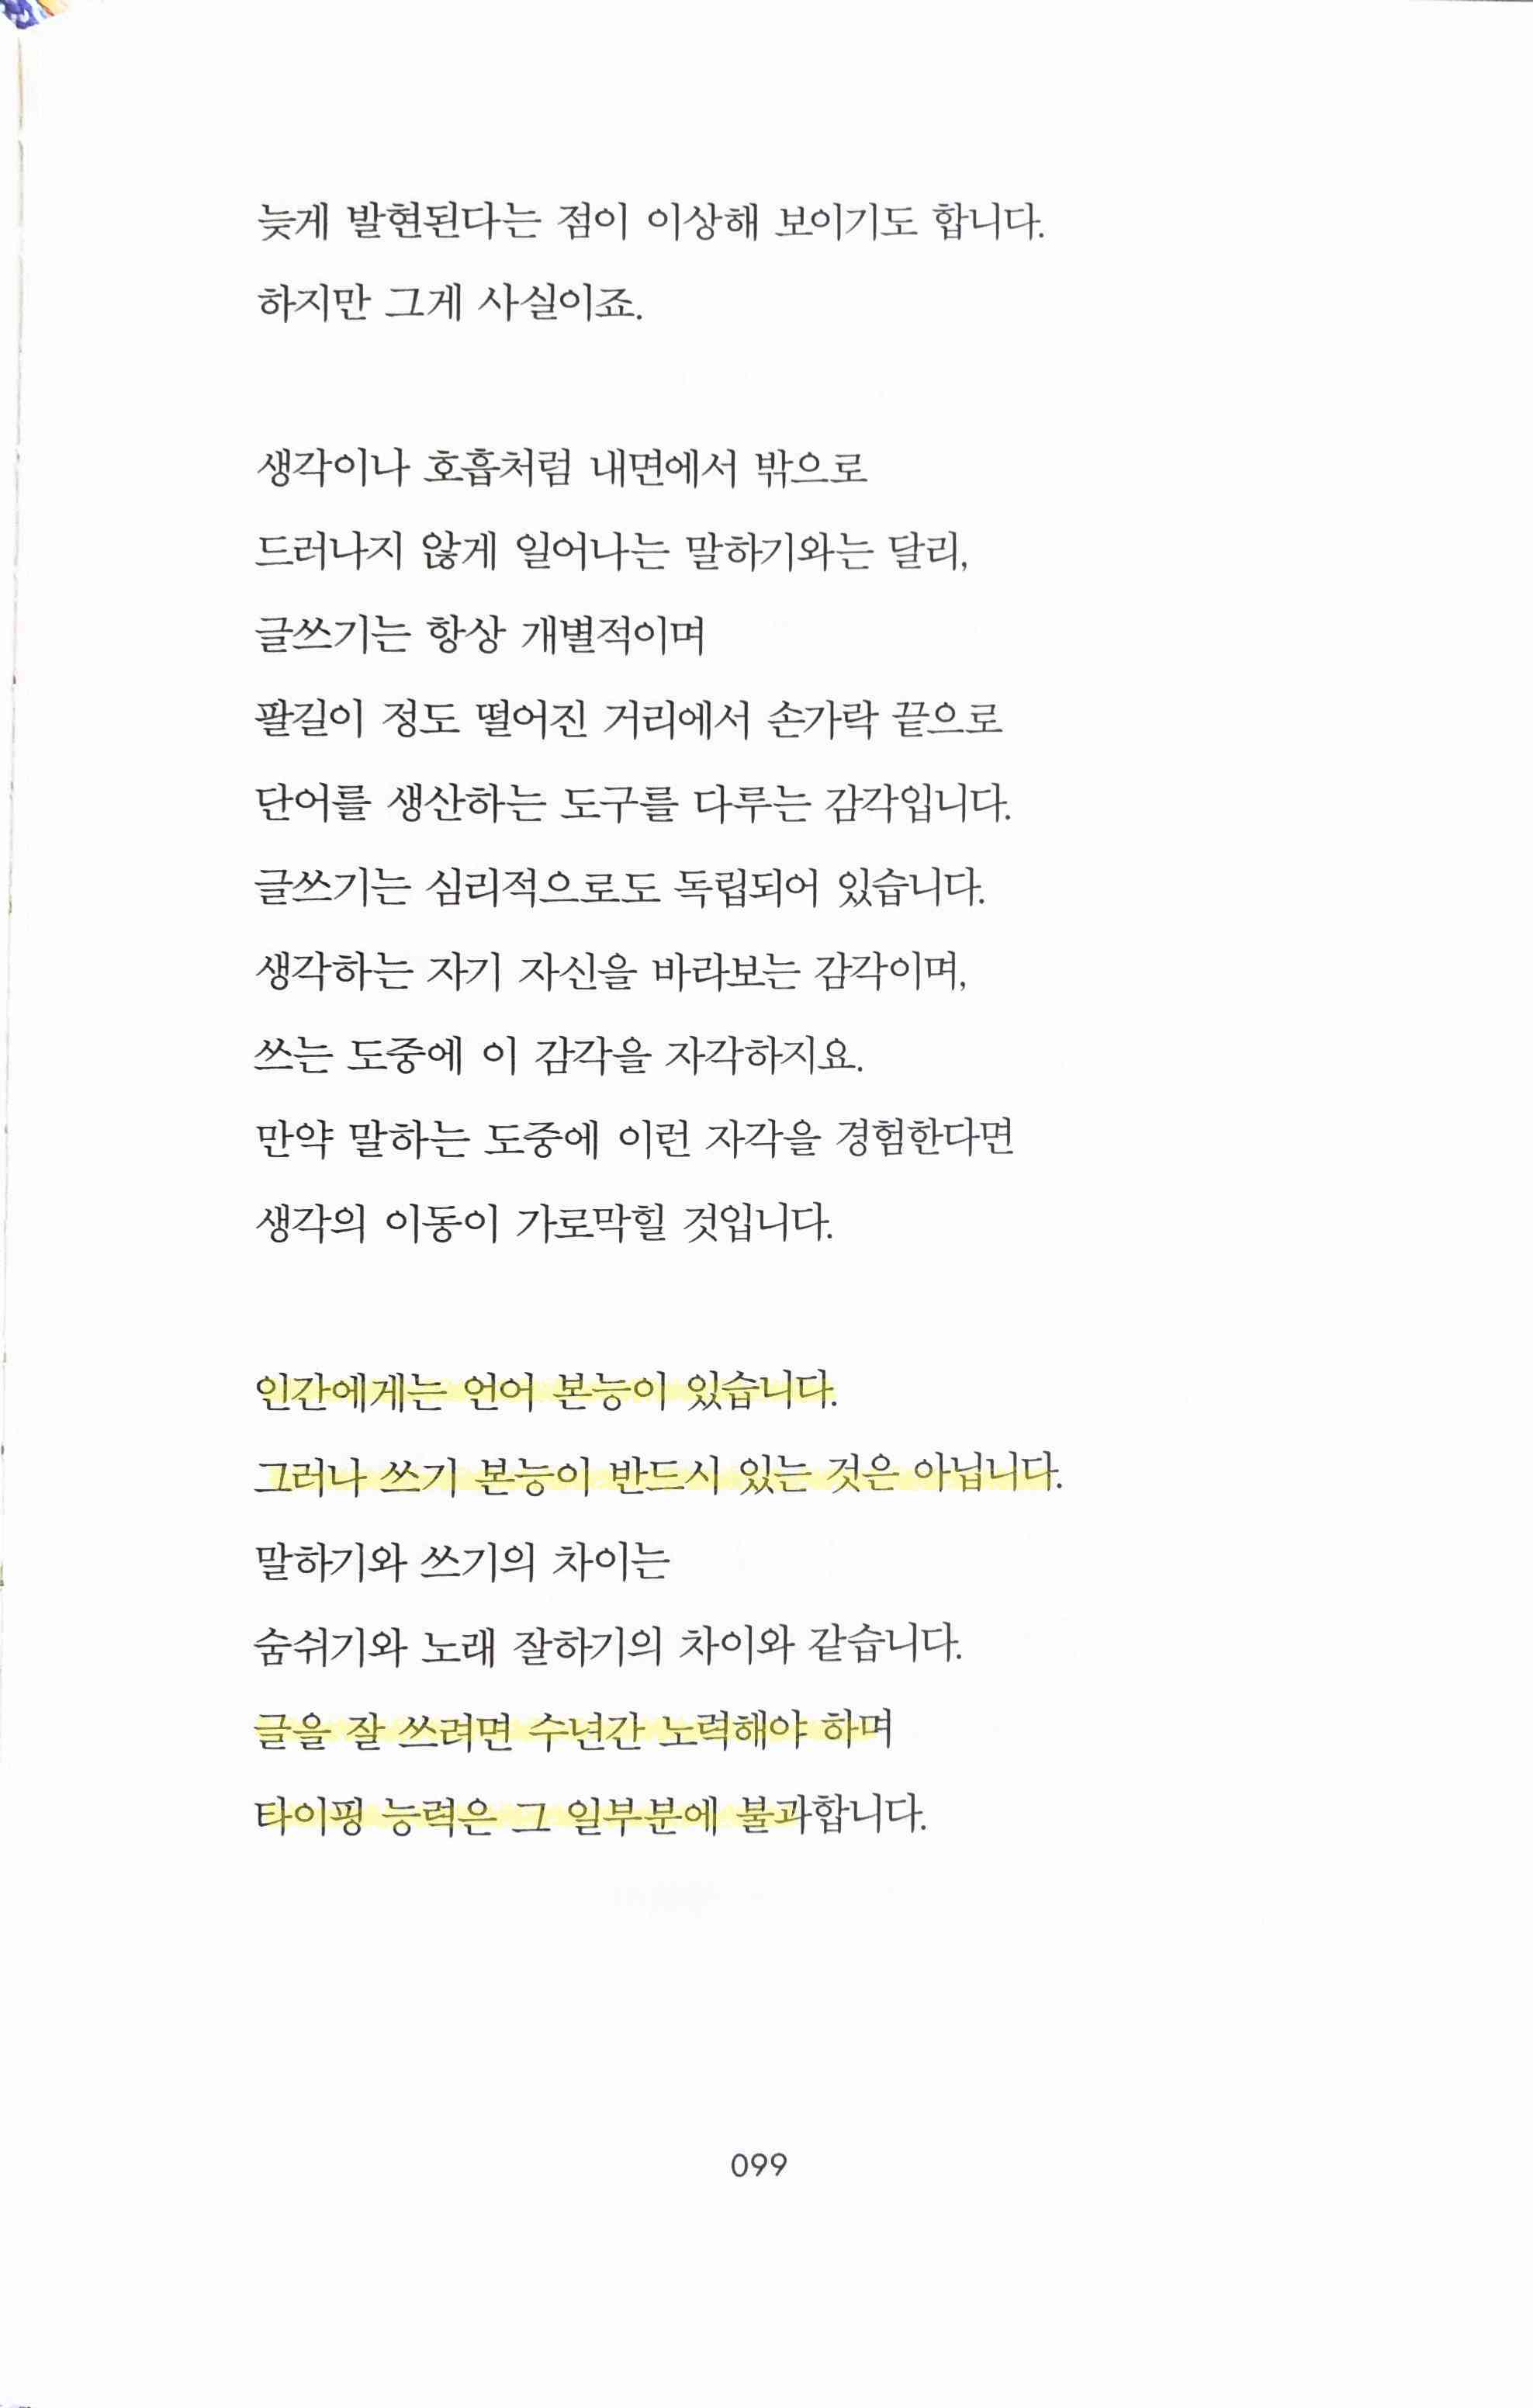 늦게 발현된다는 점이 이상해 보이기도 합니다.
하지만 그게 사실이죠.
생각이나 호흡처럼 내면에서 밖으로
드러나지 않게 일어나는 말하기와는 달리,
글쓰기는 항상 개별적이며
팔길이 정도 떨어진 거리에서 손가락 끝으로
단어를 생산하는 도구를 다루는 감각입니다.
글쓰기는 심리적으로도 독립되어 있습니다.
생각하는 자기 자신을 바라보는 감각이며,
쓰는 도중에 이 감각을 자각하지요.
만약 말하는 도중에 이런 자각을 경험한다면
생각의 이동이 가로막힐 것입니다.
인간에게는 언어 본능이 있습니다.
그러나 쓰기 본능이 반드시 있는 것은 아닙니다.
말하기와 쓰기의 차이는
숨쉬기와 노래 잘하기의 차이와 같습니다.
글을 잘 쓰려면 수년간 노력해야 하며
타이핑 능력은 그 일부분에 불과합니다.
099